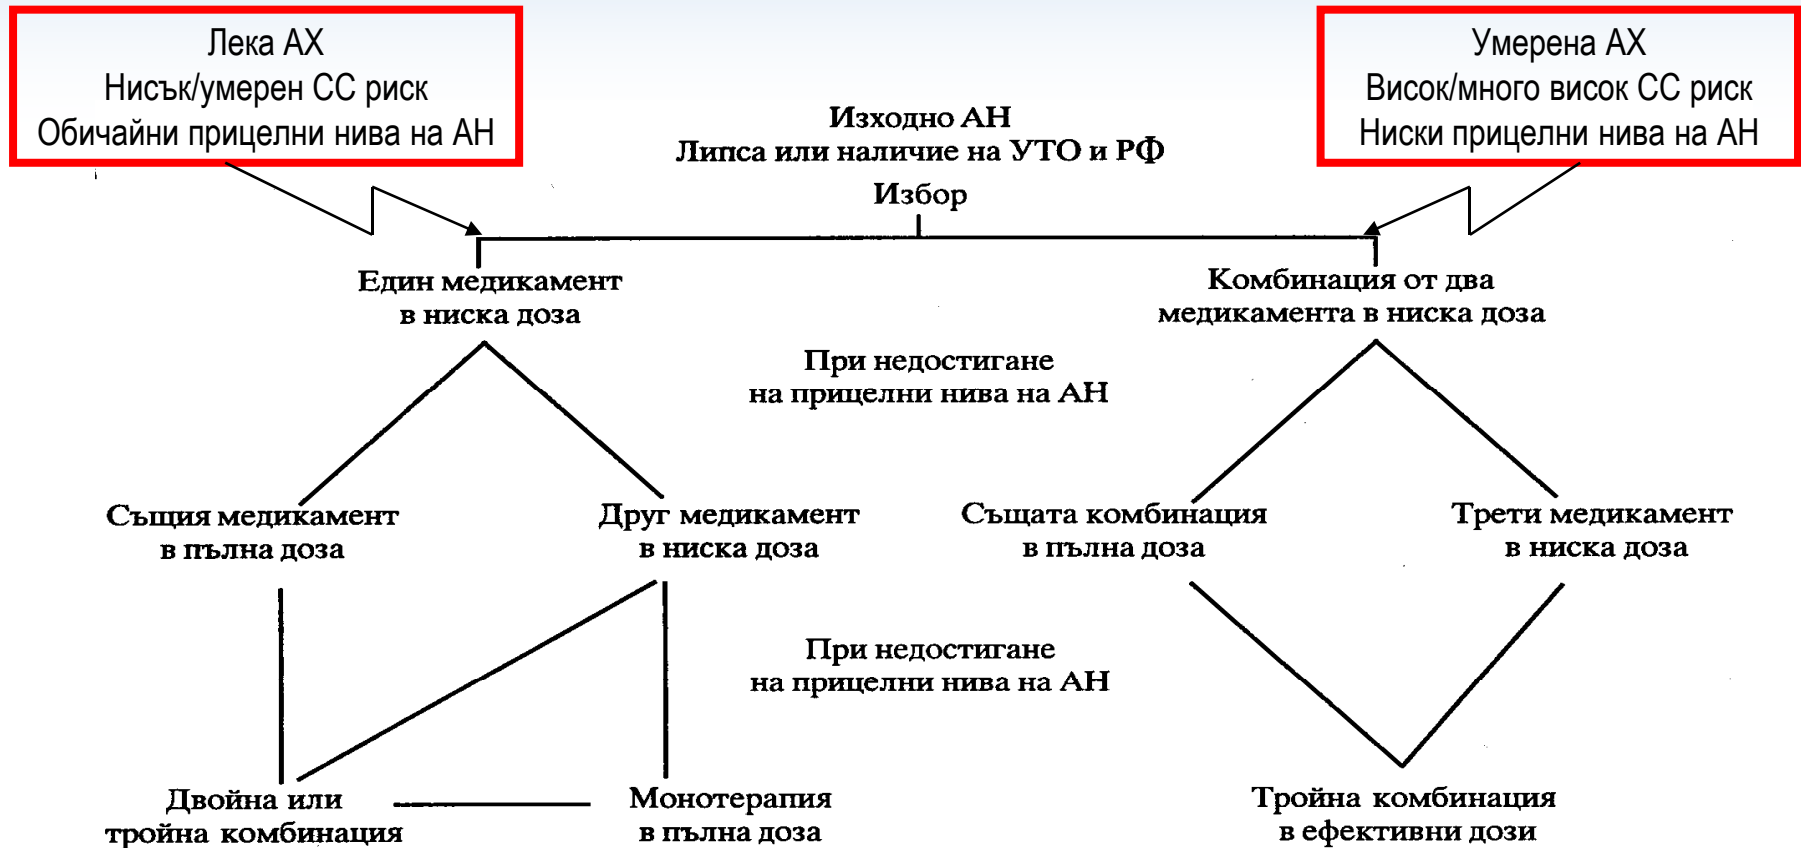 Лека АХ
Нисък/умерен СС риск
Обичайни прицелни нива на АН
Умерена АХ
Висок/много висок СС риск
Ниски прицелни нива на АН
Изходно АН
Липса или наличие на УТО и РФ
Избор
Един медикамент
в ниска доза
Комбинация от два
медикамента в ниска доза
При недостигане
на прицелни нива на АН
Същия медикамент
в пълна доза
Друг медикамент
в ниска доза
Същата комбинация
в пълна доза
Трети медикамент
в ниска доза
При недостигане
на прицелни нива на АН
Двойна или
тройна комбинация
Монотерапия
в пълна доза
Тройна комбинация
в ефективни дози